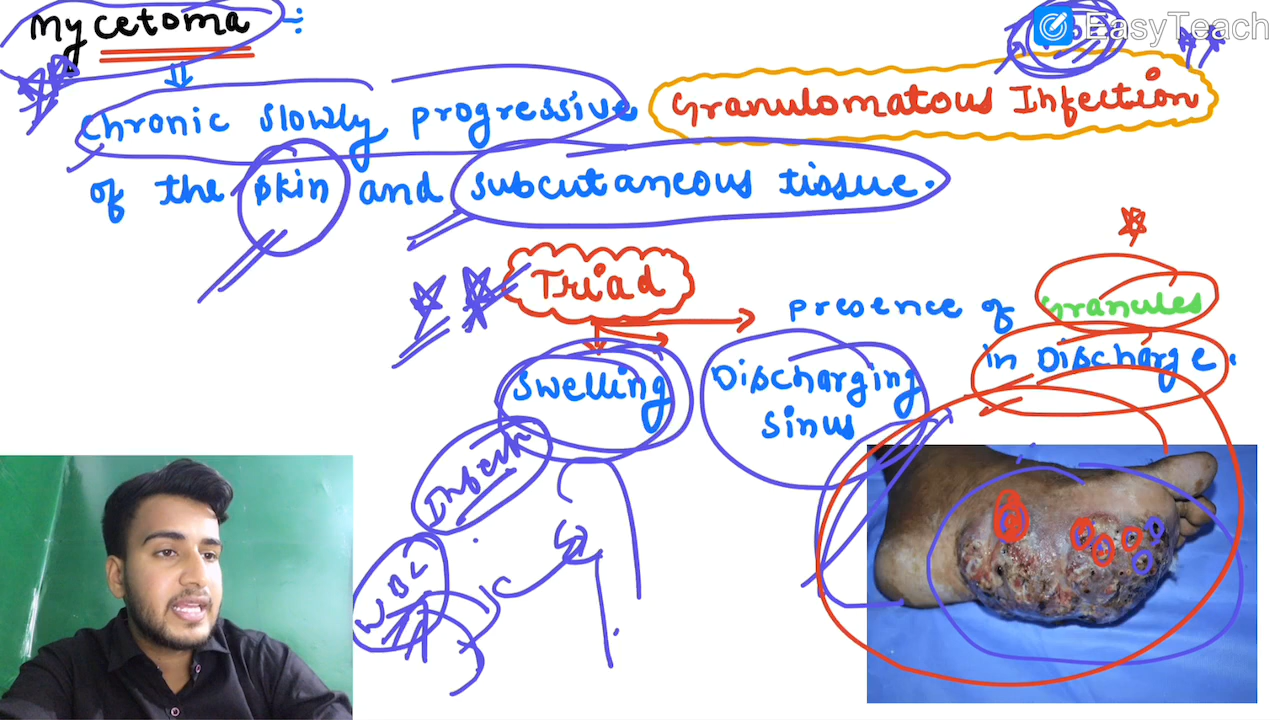 Mycetoma -:
EasyTeach
Chronic slowly progressive Granulomatous Infection
of the skin and subcutaneous tissue.
Triad
presence of Granules
in Discharge.
Swelling
Discharging
sinus
WBC